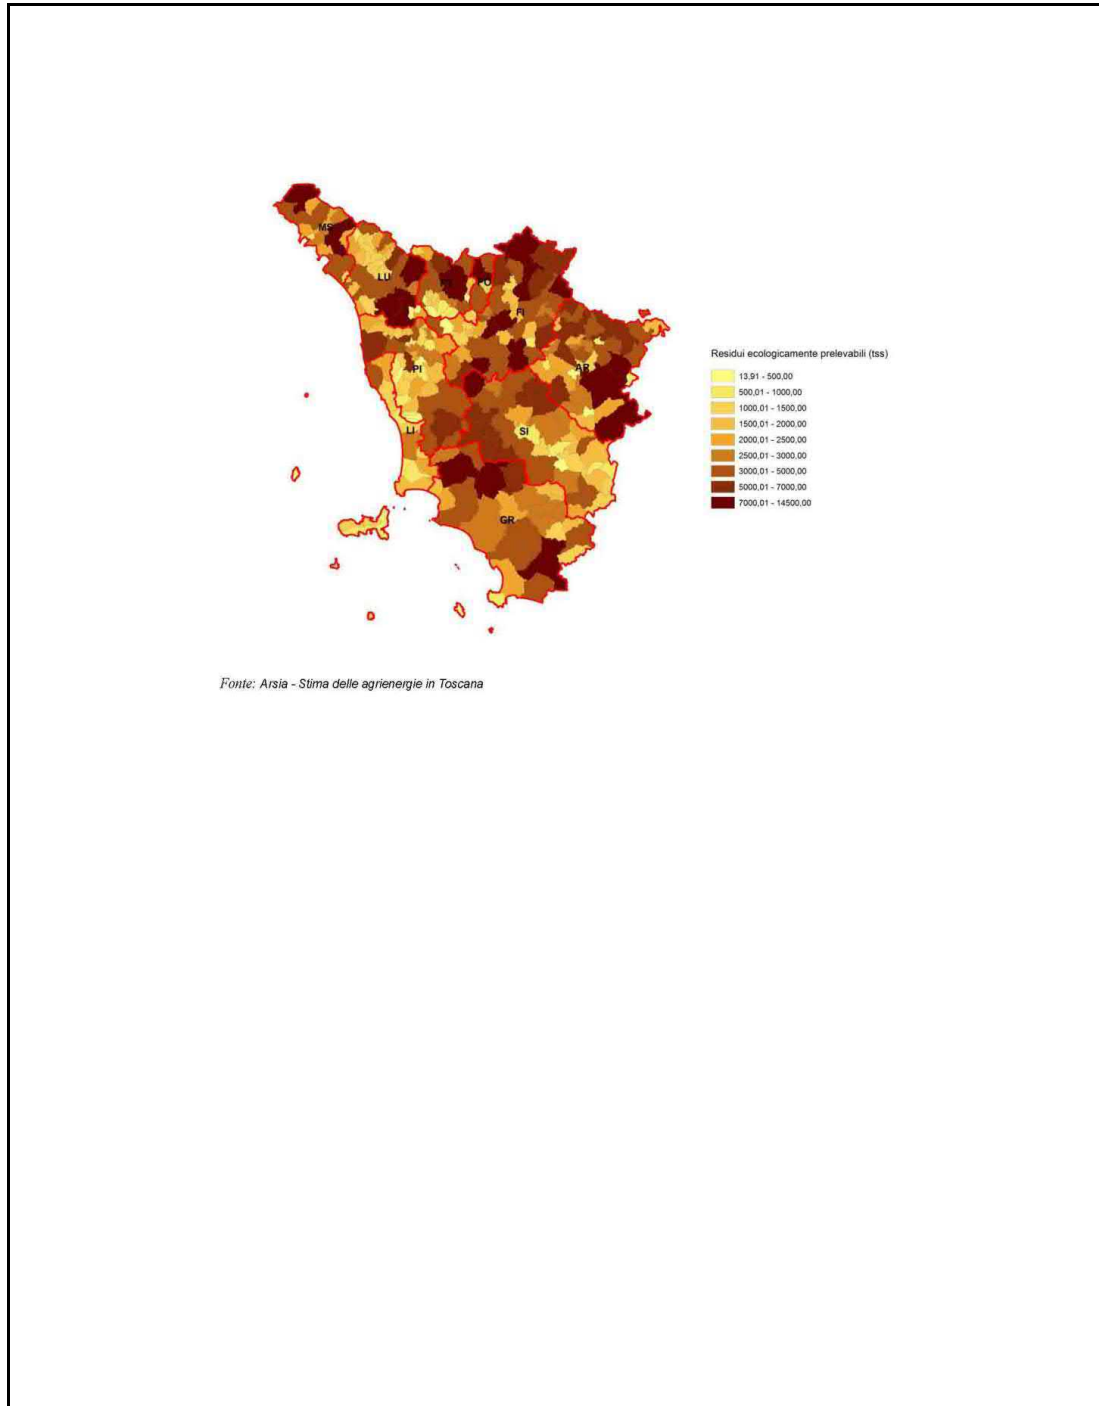 MS
LU
PT
PO
FI
AR
PI
LI
SI
GR
Residui ecologicamente prelevabili (tss)
13,91 - 500,00
500,01 - 1000,00
1000,01 - 1500,00
1500,01 - 2000,00
2000,01 - 2500,00
2500,01 - 3000,00
3000,01 - 5000,00
5000,01 - 7000,00
7000,01 - 14500,00
Fonte: Arsia - Stima delle agrienergie in Toscana